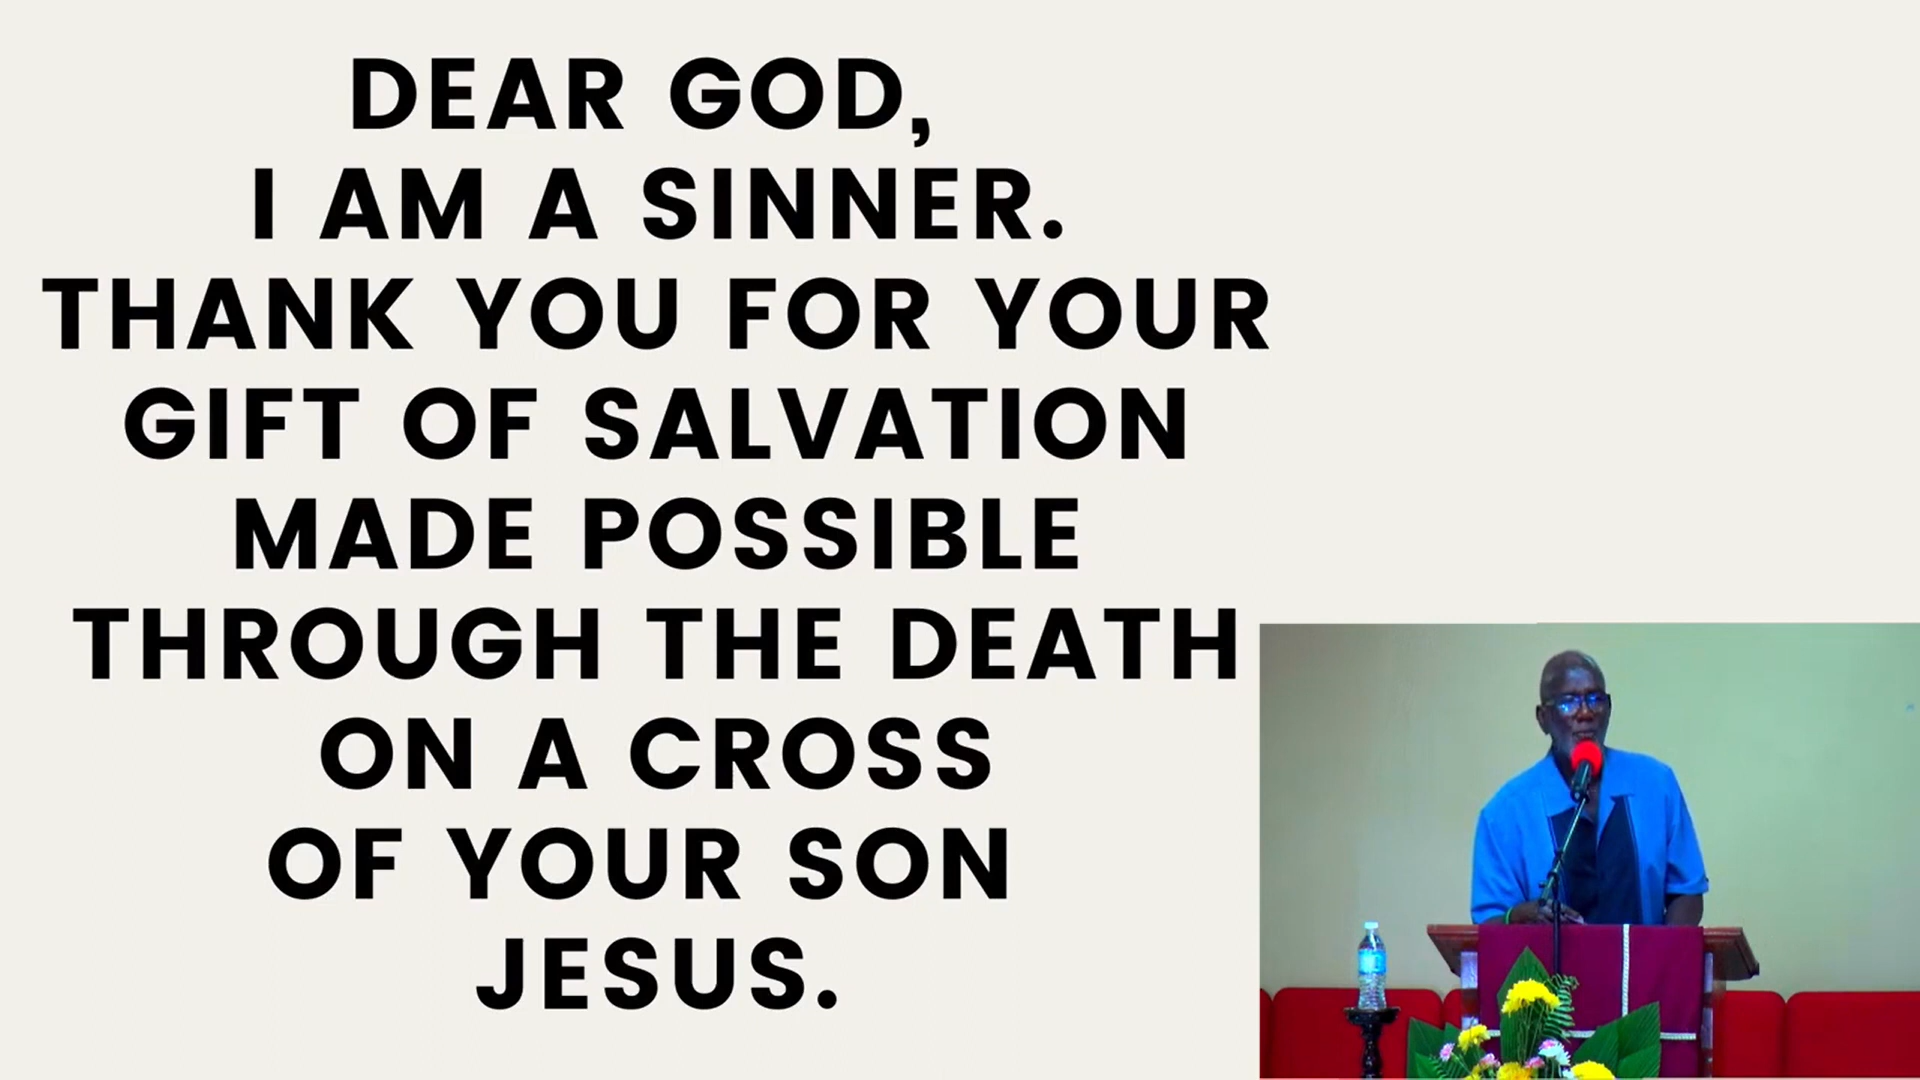 DEAR GOD,
I AM A SINNER.
THANK YOU FOR YOUR
GIFT OF SALVATION
MADE POSSIBLE
THROUGH THE DEATH
ON A CROSS
OF YOUR SON
JESUS.